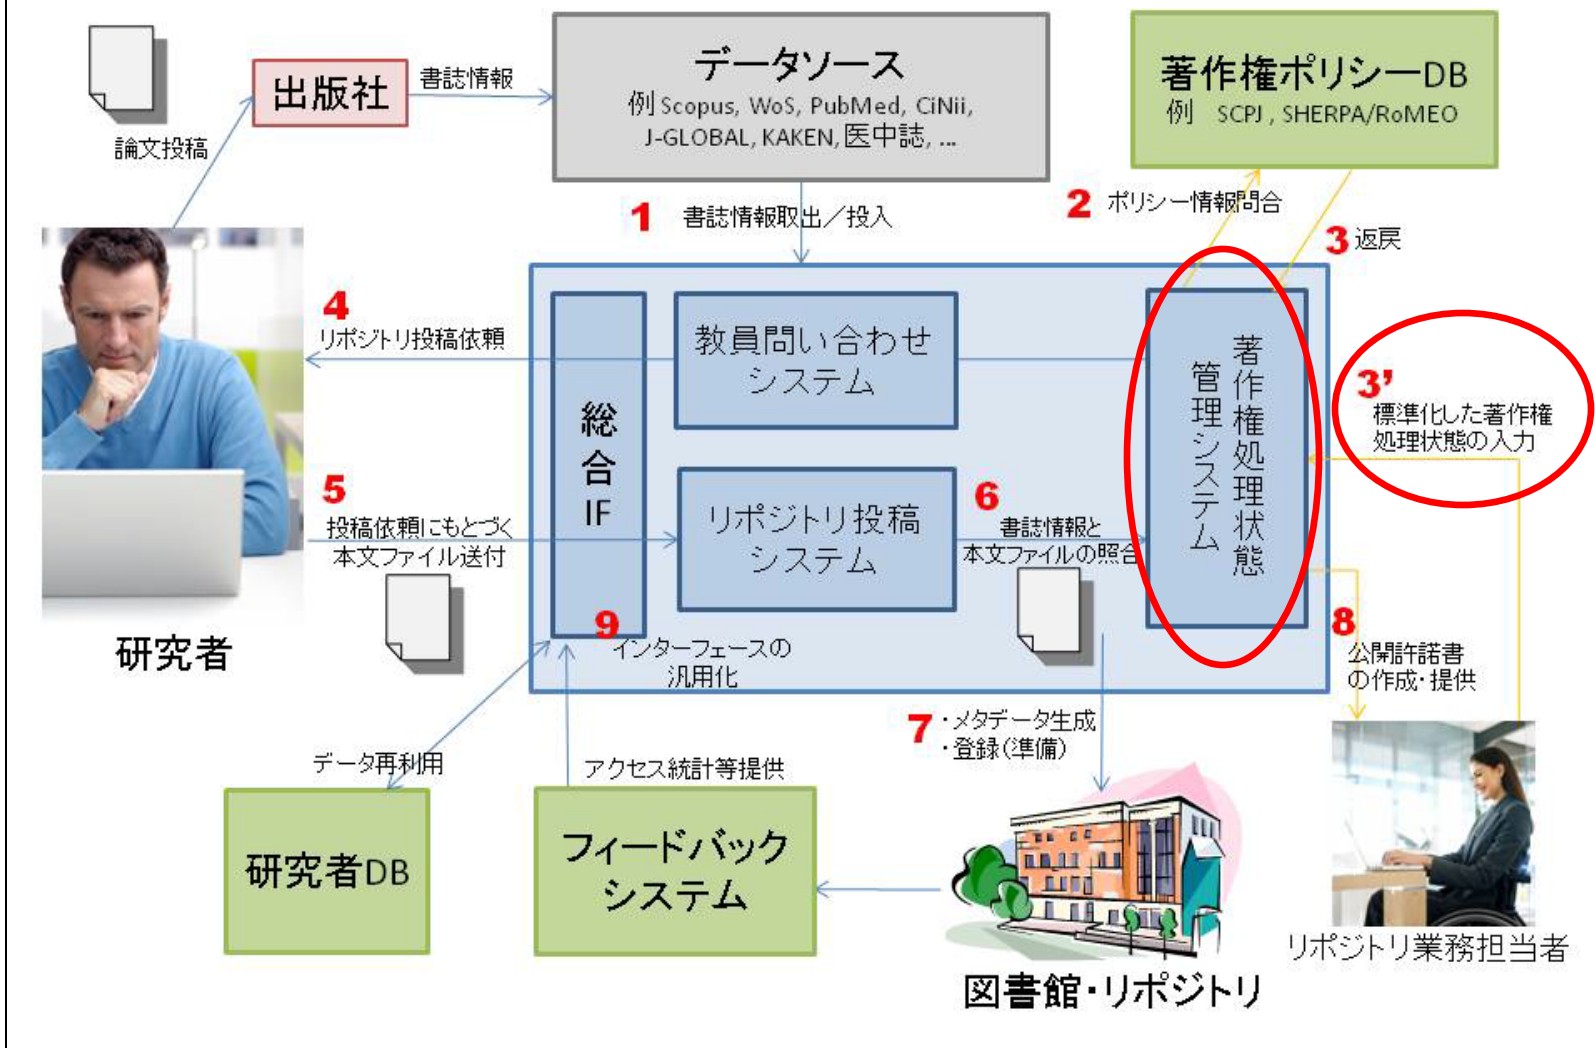 データソース
例 Scopus, WoS, PubMed, CiNii,
J-GLOBAL, KAKEN, 医中誌, ...
著作権ポリシーDB
例 SCPJ , SHERPA/RoMEO
出版社
書誌情報
論文投稿
1 書誌情報取出／投入
2 ポリシー情報問合
3 返戻
4
リポジトリ投稿依頼
教員問い合わせ
システム
総合IF
著作権処理状態
管理システム
3’
標準化した著作権
処理状態の入力
5
投稿依頼にもとづく
本文ファイル送付
リポジトリ投稿
システム
6
書誌情報と
本文ファイルの照合
研究者
9
インターフェースの
汎用化
8
公開許諾書
の作成・提供
7 ・メタデータ生成
・登録(準備)
データ再利用
アクセス統計等提供
研究者DB
フィードバック
システム
図書館・リポジトリ
リポジトリ業務担当者